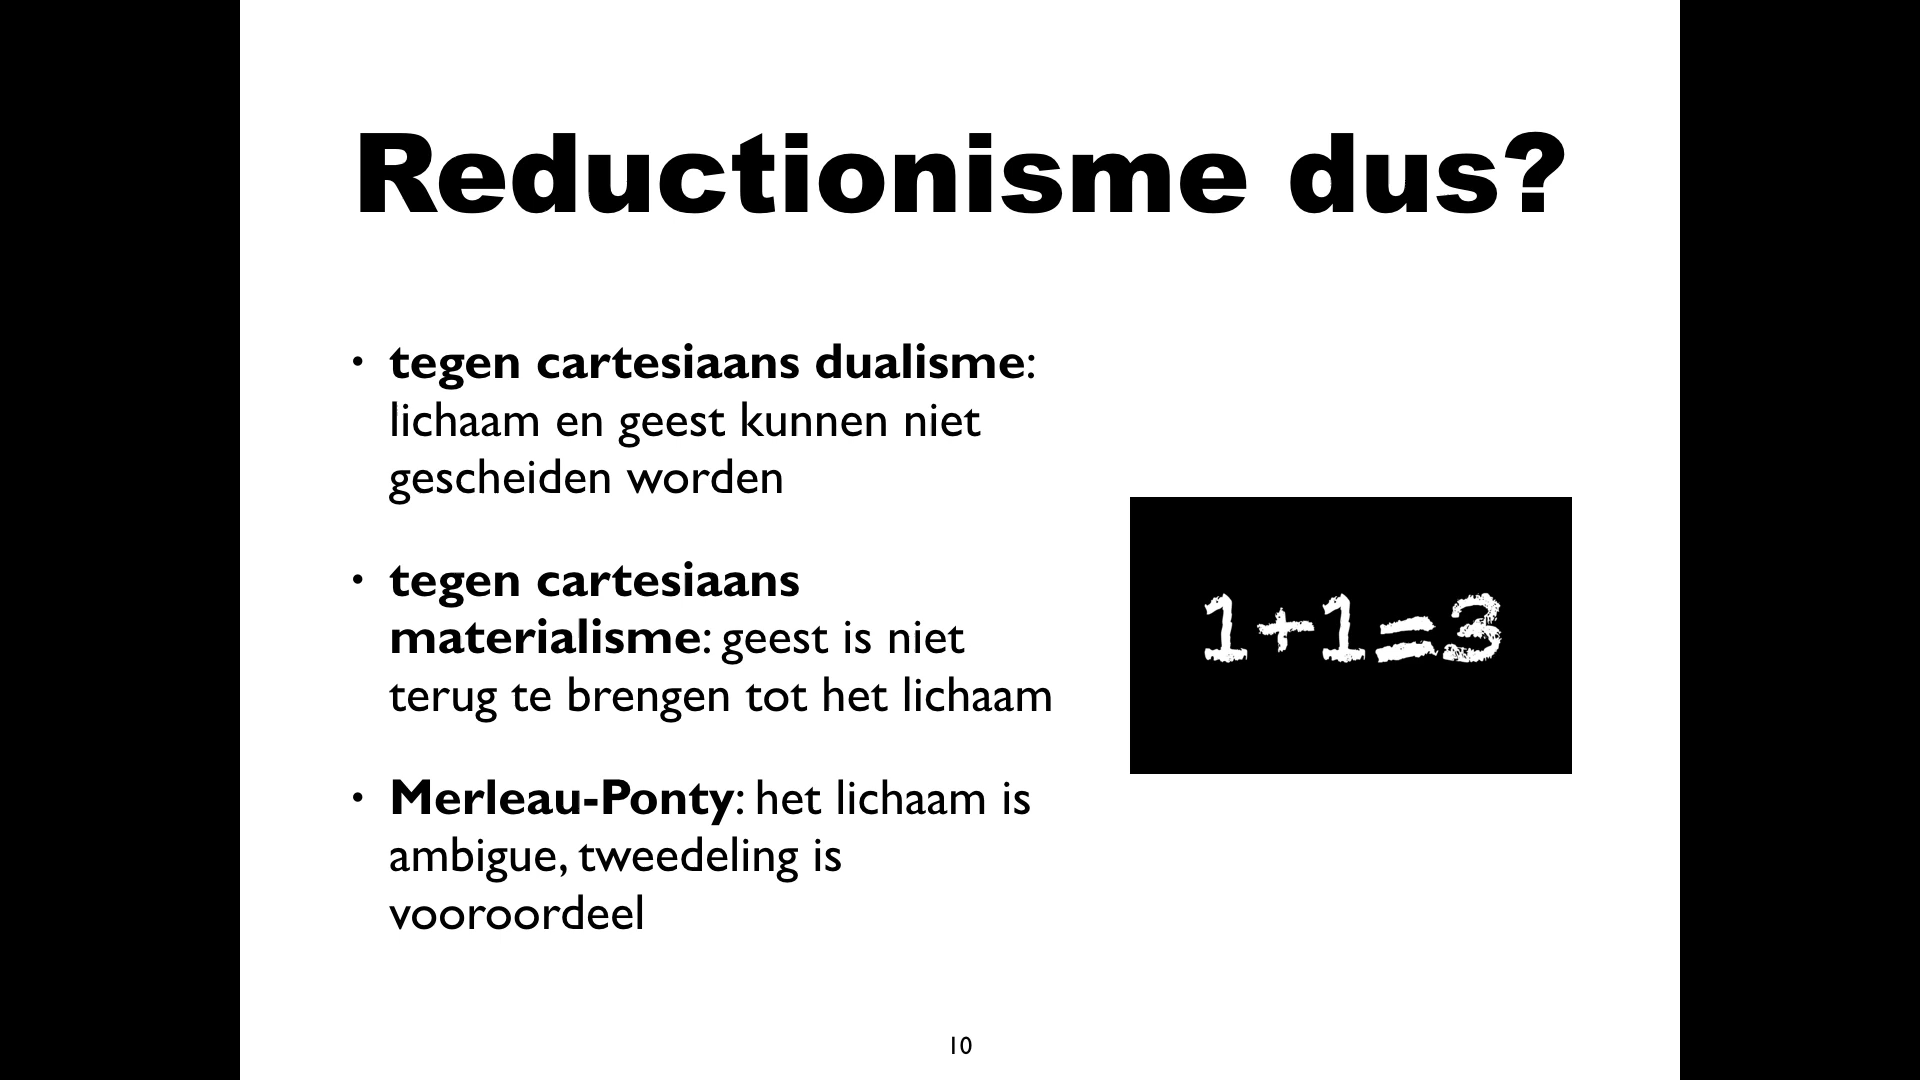 Reductionisme dus?
• tegen cartesiaans dualisme:
lichaam en geest kunnen niet
gescheiden worden
• tegen cartesiaans
materialisme: geest is niet
terug te brengen tot het lichaam
• Merleau-Ponty: het lichaam is
ambigue, tweedeling is
vooroordeel
1+1=3
10